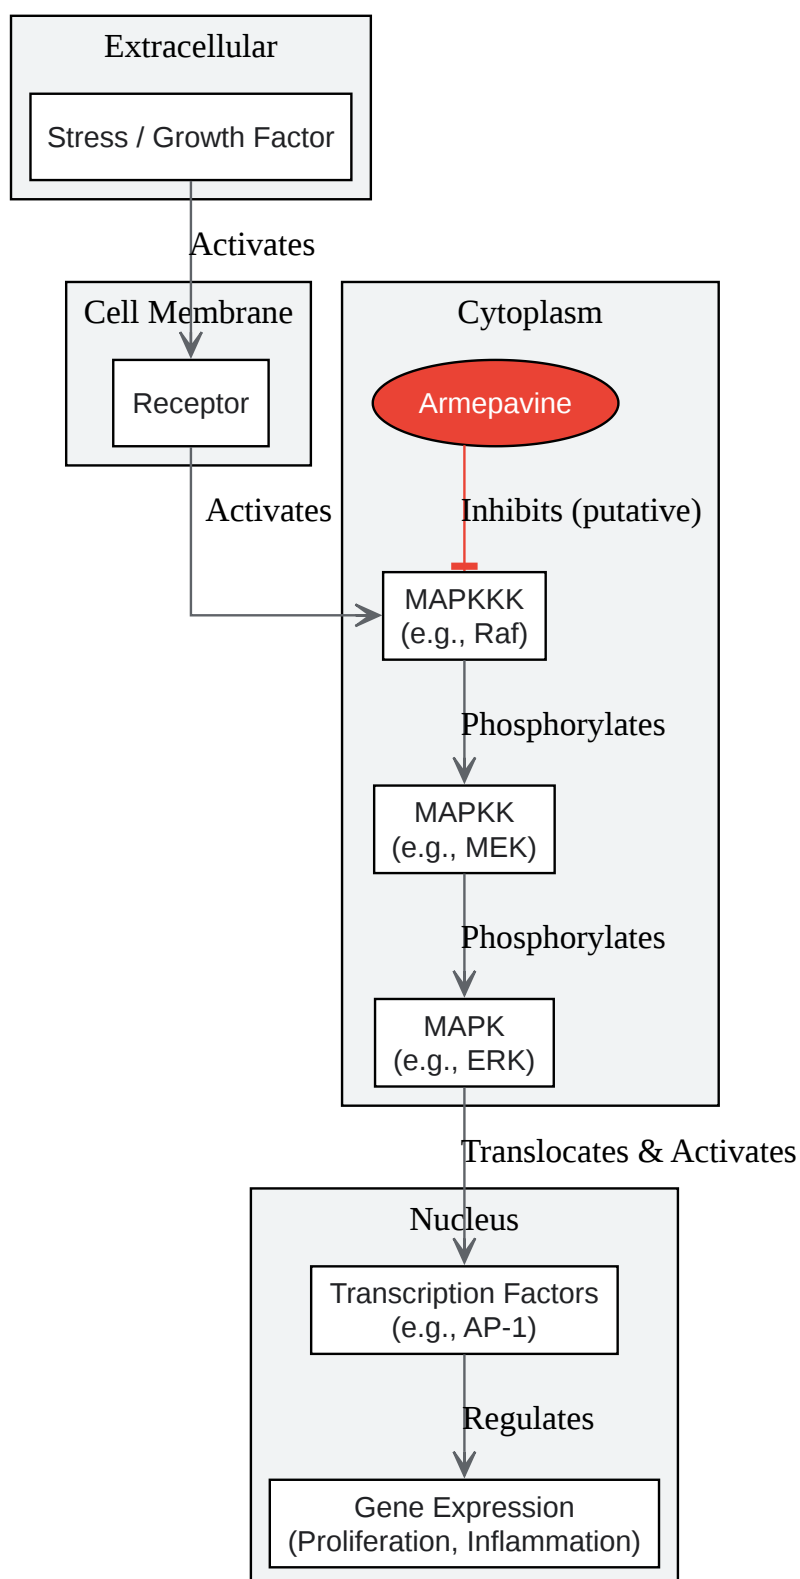 Extracellular
Stress / Growth Factor
Activates
Cell Membrane
Receptor
Activates
Cytoplasm
Armepavine
Inhibits (putative)
MAPKKK
(e.g., Raf)
Phosphorylates
MAPKK
(e.g., MEK)
Phosphorylates
MAPK
(e.g., ERK)
Translocates & Activates
Nucleus
Transcription Factors
(e.g., AP-1)
Regulates
Gene Expression
(Proliferation, Inflammation)